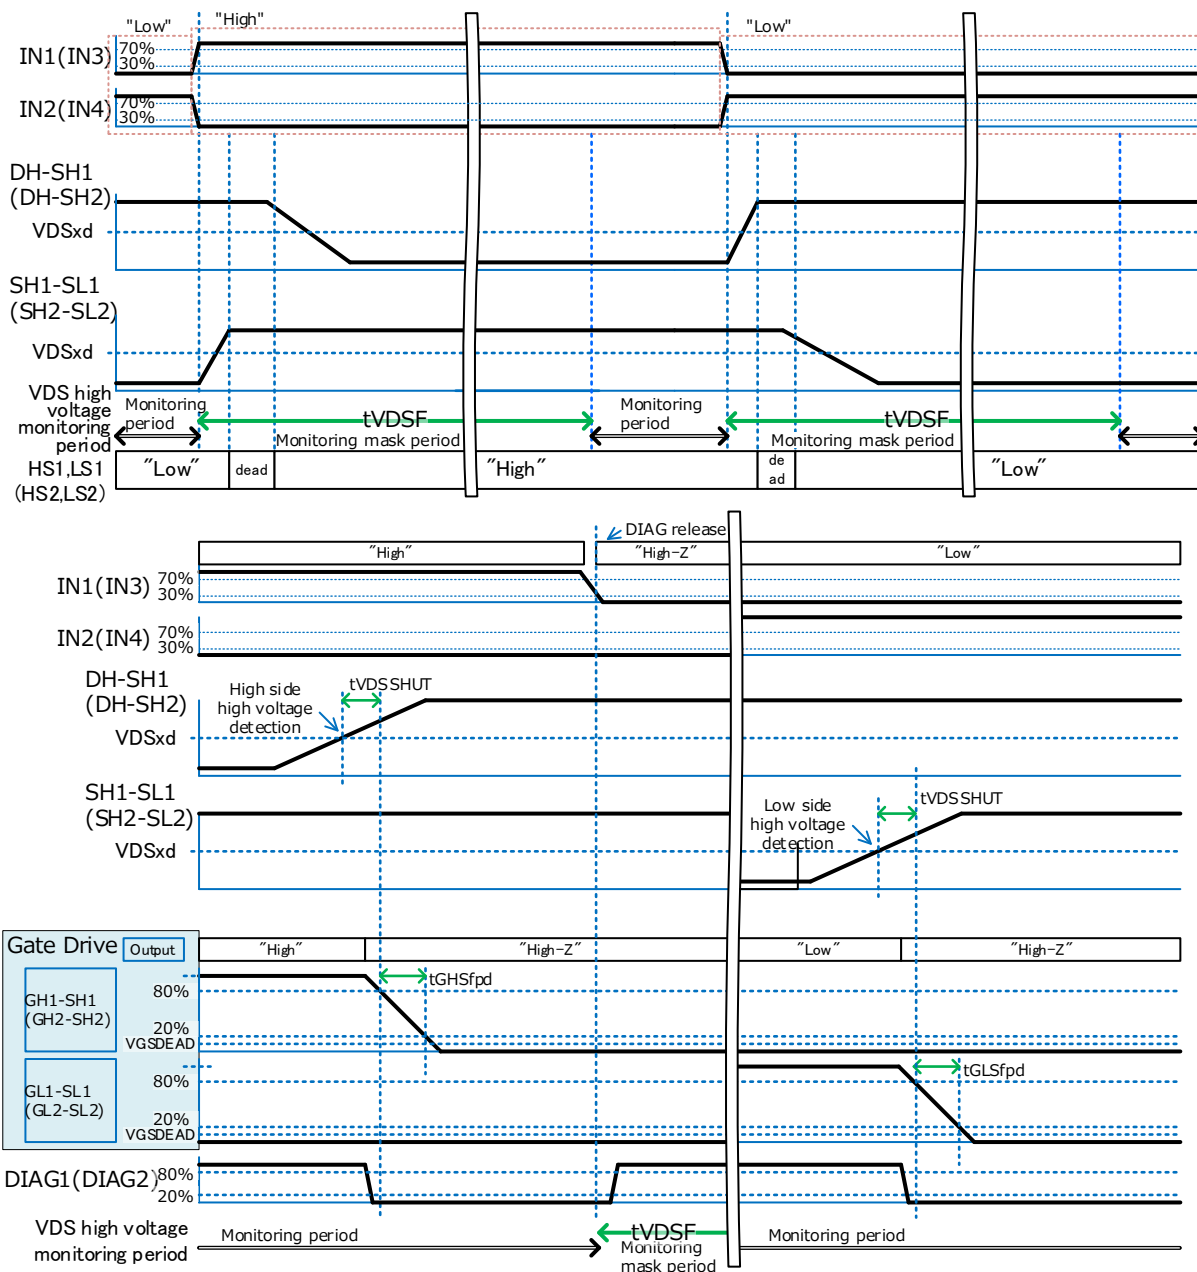 "Low"
"High"
"Low"
IN1(IN3)
70%
30%
IN2(IN4)
70%
30%
DH-SH1
(DH-SH2)
VDSxd
SH1-SL1
(SH2-SL2)
VDSxd
VDS high
voltage
monitoring
period
Monitoring
period
tVDSF
Monitoring mask period
Monitoring
period
tVDSF
Monitoring mask period
HS1,LS1
(HS2,LS2)
"Low"
dead
"High"
de
ad
"Low"
DIAG release
"High"
"High-Z"
"Low"
IN1(IN3)
70%
30%
IN2(IN4)
70%
30%
DH-SH1
(DH-SH2)
VDSxd
High side
high voltage
detection
tVDSSHUT
SH1-SL1
(SH2-SL2)
VDSxd
Low side
high voltage
detection
tVDSSHUT
Gate Drive
Output
"High"
"High-Z"
"Low"
"High-Z"
GH1-SH1
(GH2-SH2)
80%
20%
VGSDEAD
tGHSfpd
GL1-SL1
(GL2-SL2)
80%
20%
VGSDEAD
tGLSfpd
DIAG1(DIAG2)
80%
20%
VDS high voltage
monitoring period
Monitoring period
tVDSF
Monitoring
mask period
Monitoring period